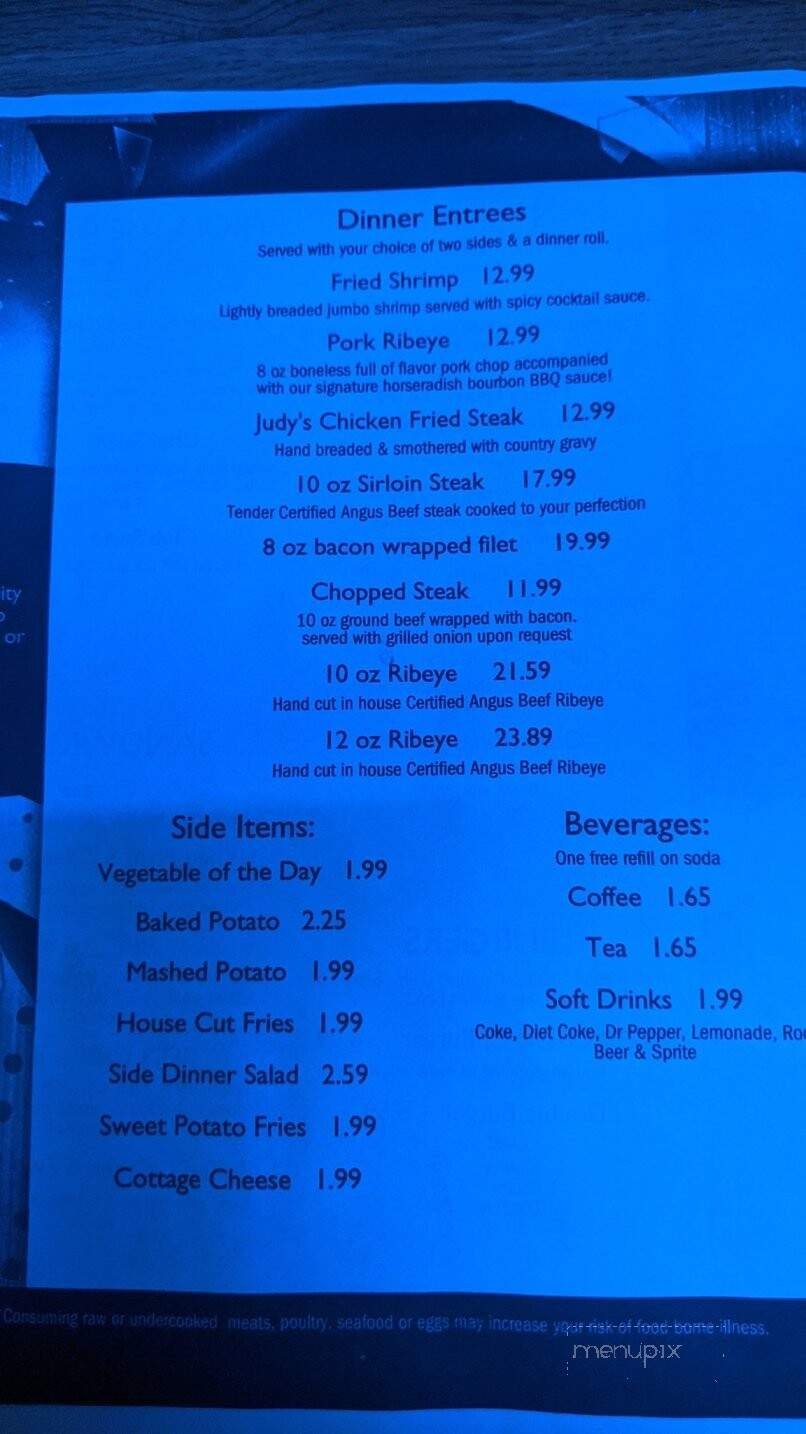 Dinner Entrees
Served with your choice of two sides & a dinner roll.
Fried Shrimp 12.99
Lightly breaded jumbo shrimp served with spicy cocktail sauce.
Pork Ribeye 12.99
8 oz boneless full of flavor pork chop accompanied
with our signature horseradish bourbon BBQ sauce!
Judy's Chicken Fried Steak 12.99
Hand breaded & smothered with country gravy
10 oz Sirloin Steak 17.99
Tender Certified Angus Beef steak cooked to your perfection
8 oz bacon wrapped filet 19.99
Chopped Steak 11.99
10 oz ground beef wrapped with bacon.
served with grilled onion upon request
10 oz Ribeye 21.59
Hand cut in house Certified Angus Beef Ribeye
12 oz Ribeye 23.89
Hand cut in house Certified Angus Beef Ribeye
ity
or
Side Items:
Vegetable of the Day 1.99
Baked Potato 2.25
Mashed Potato 1.99
House Cut Fries 1.99
Side Dinner Salad 2.59
Sweet Potato Fries 1.99
Cottage Cheese 1.99
Beverages:
One free refill on soda
Coffee 1.65
Tea 1.65
Soft Drinks 1.99
Coke, Diet Coke, Dr Pepper, Lemonade, Roo
Beer & Sprite
Consuming raw or undercooked meats, poultry, seafood or eggs may increase your risk of food borne illness.
menupix